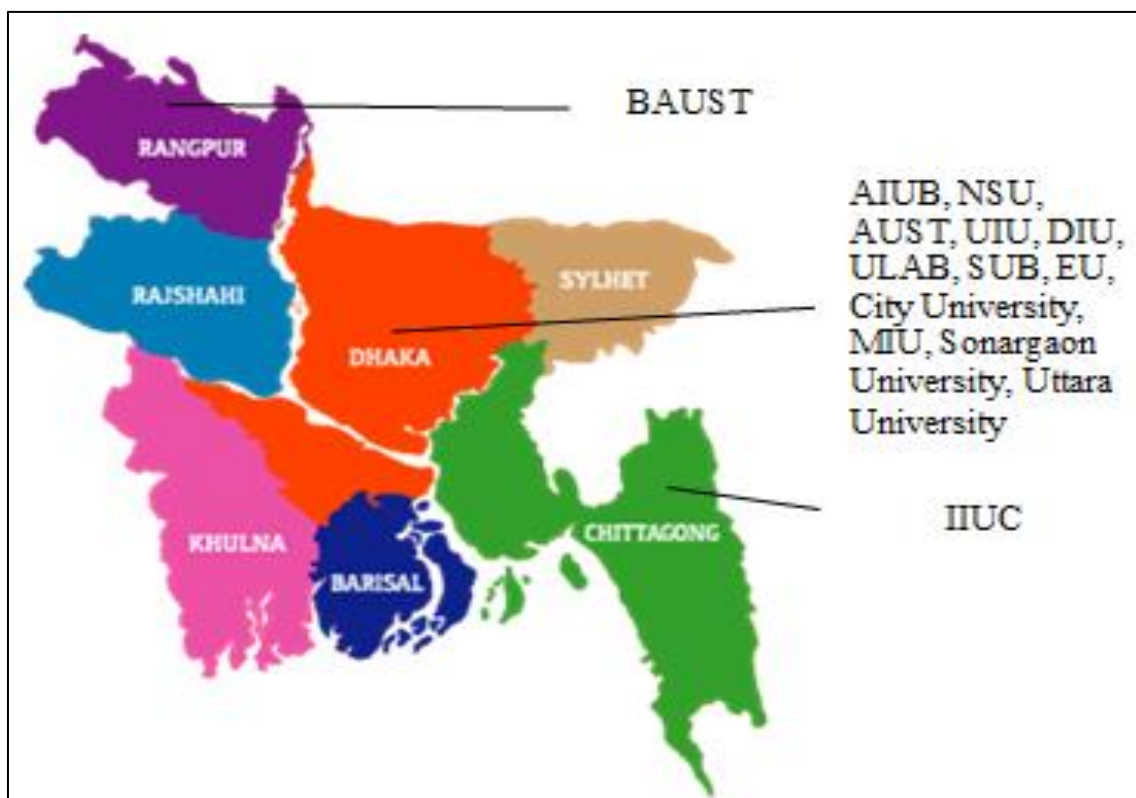 BAUST
RANGPUR
AIUB, NSU,
AUST, UIU, DIU,
ULAB, SUB, EU,
City University,
MIU, Sonargaon
University, Uttara
University
SYLHET
RAJSHAHI
DHAKA
IIUC
CHITTAGONG
KHULNA
BARISAL